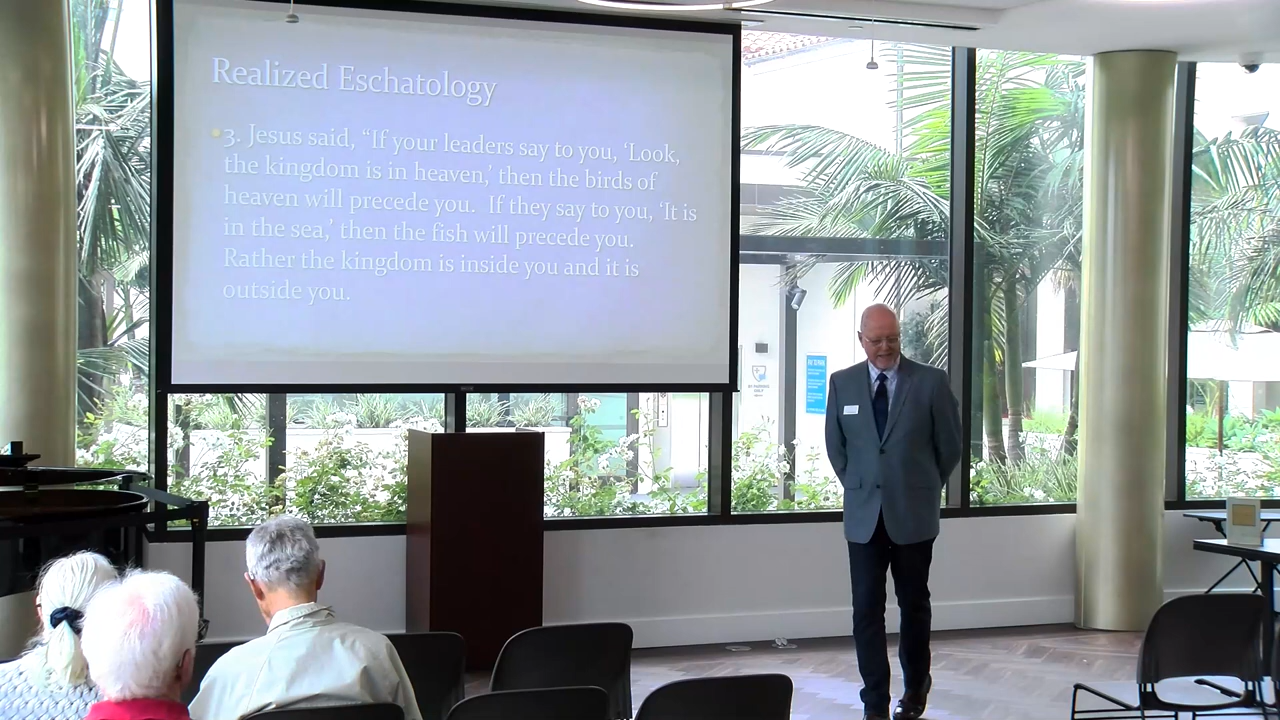 Realized Eschatology
3. Jesus said, “If your leaders say to you, ‘Look,
the kingdom is in heaven,’ then the birds of
heaven will precede you.  If they say to you, ‘It is
in the sea,’ then the fish will precede you.
Rather the kingdom is inside you and it is
outside you.